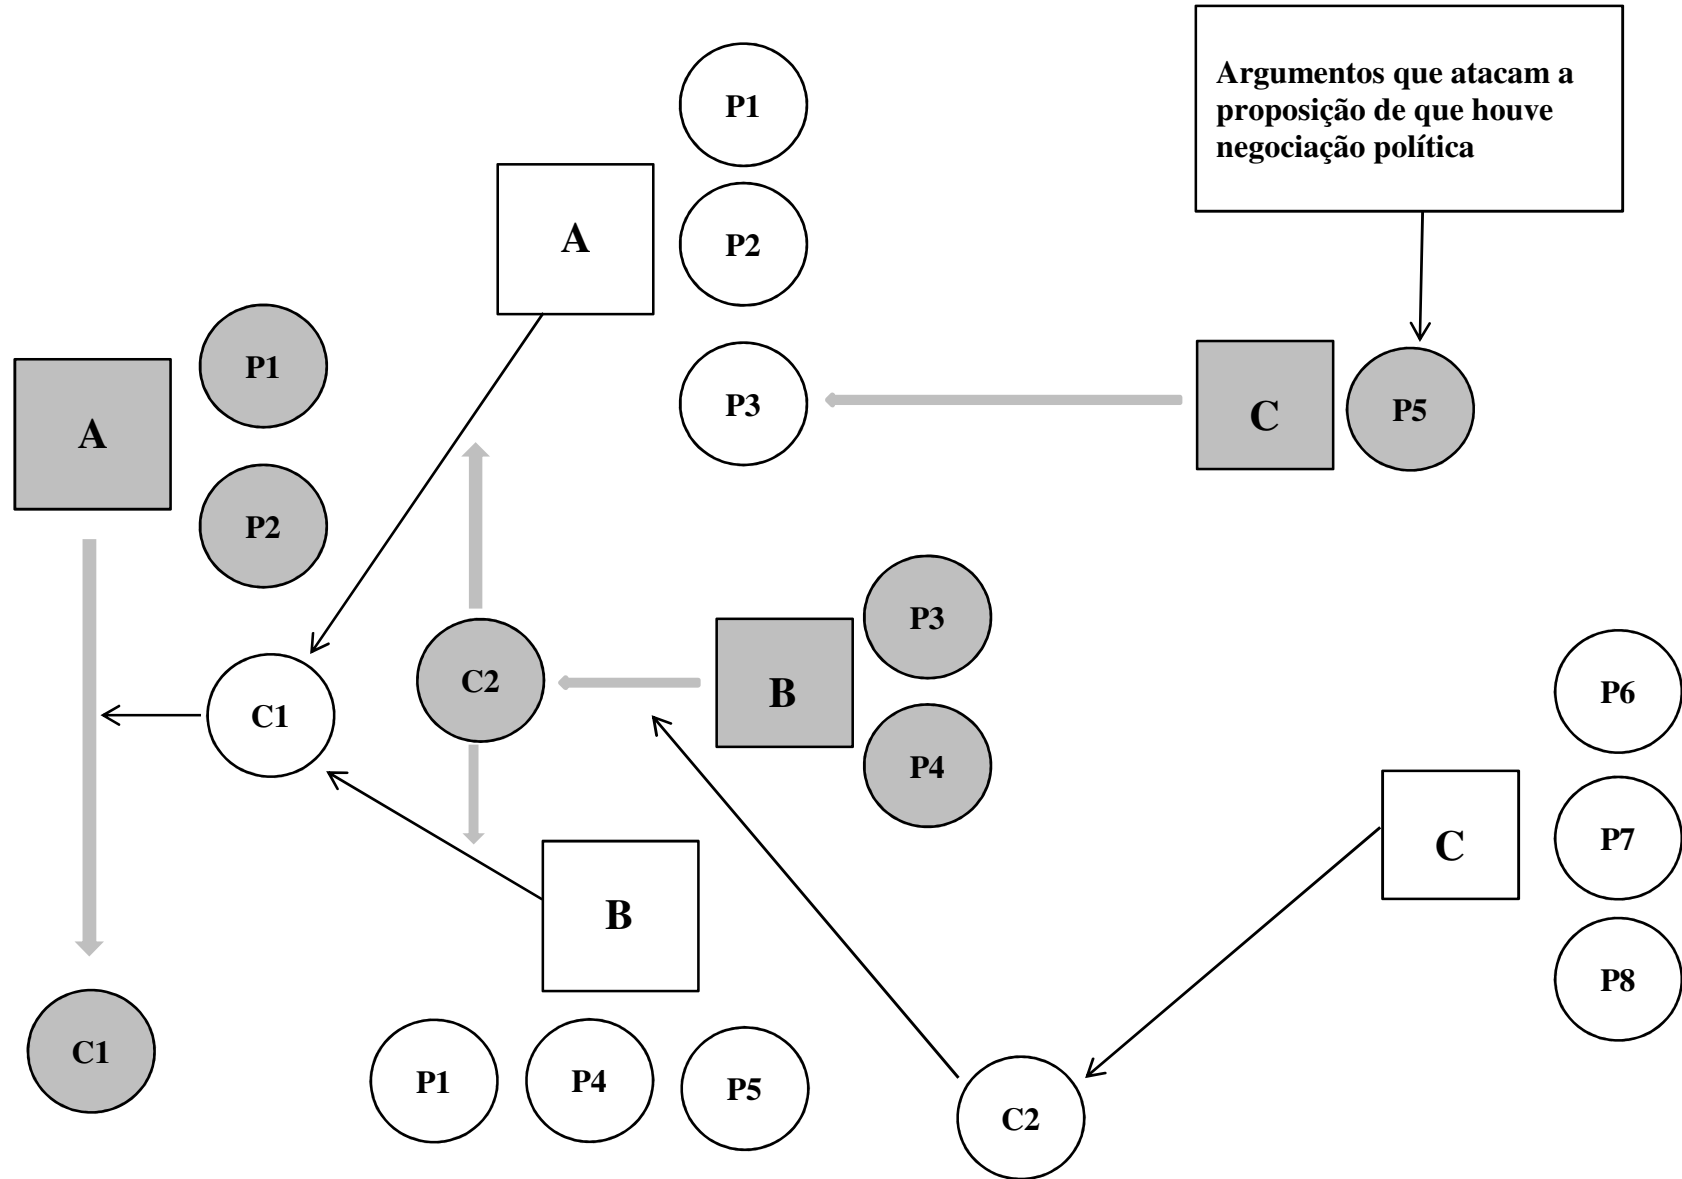 P1
Argumentos que atacam a
proposição de que houve
negociação política
A
P2
P1
A
P3
C
P5
P2
P3
C2
B
P6
C1
P4
P7
C
B
P8
C1
P1
P4
P5
C2